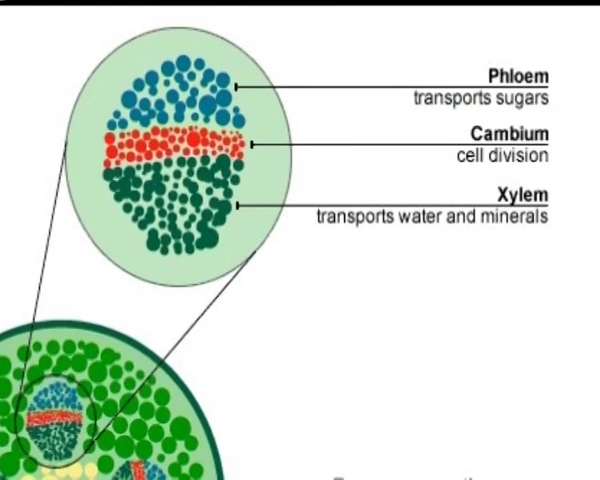 Phloem
transports sugars
Cambium
cell division
Xylem
transports water and minerals